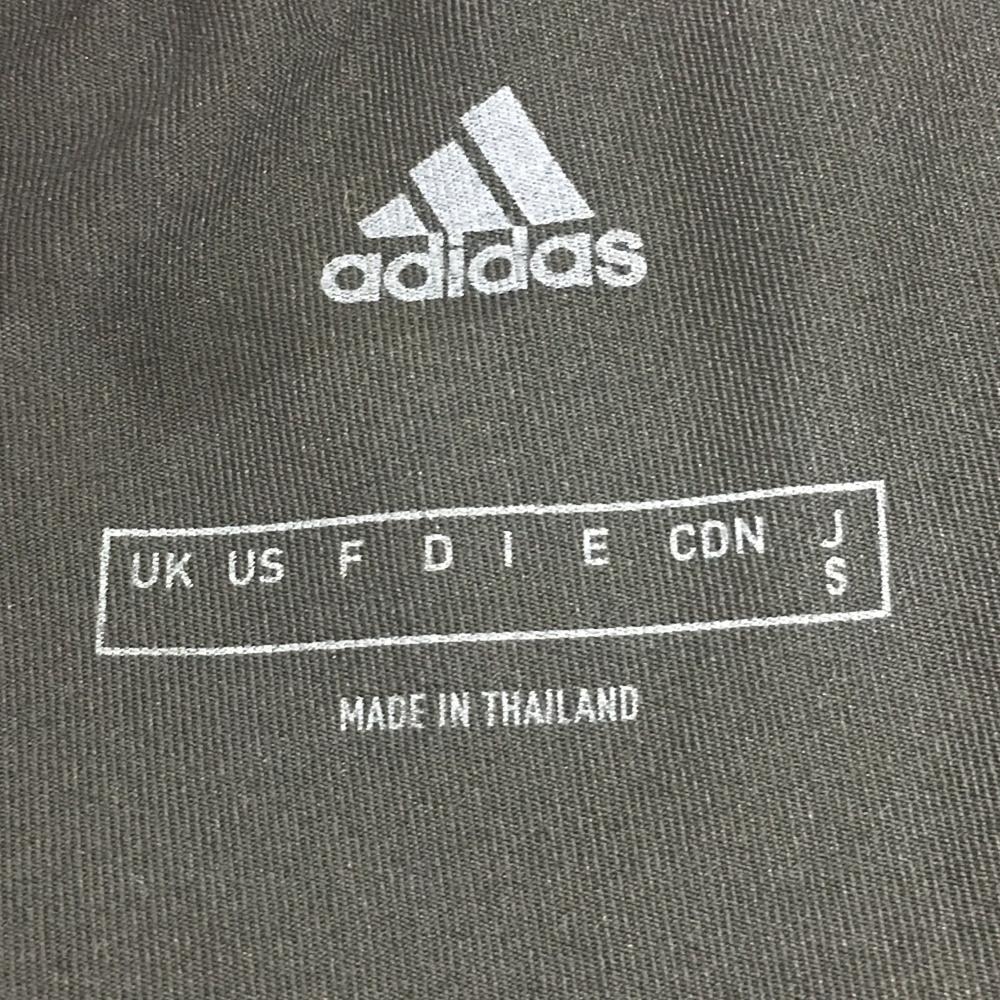 adidas
UK US F D I E CDN J
S
MADE IN THAILAND